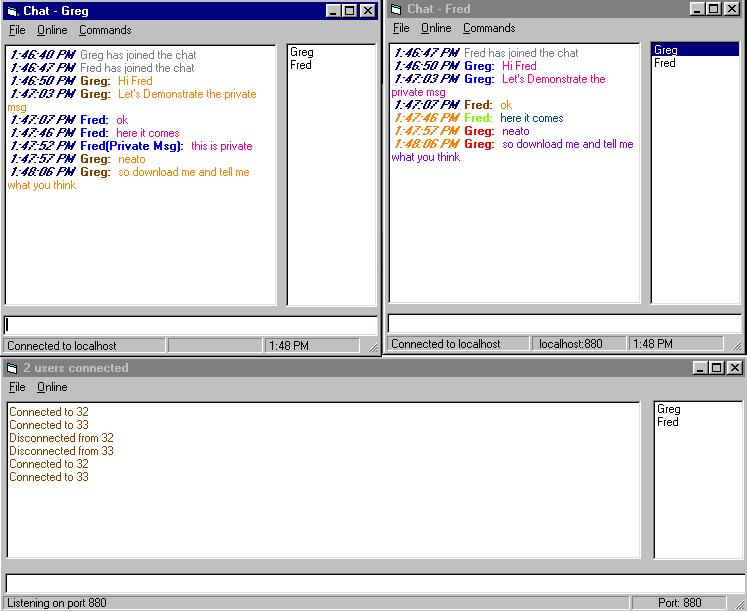 Chat - Greg
File Online Commands
1:46:40 PM Greg has joined the chat
1:46:47 PM Fred has joined the chat
1:46:50 PM Greg: Hi Fred
1:47:03 PM Greg: Let's Demonstrate the private
msg
1:47:07 PM Fred: ok
1:47:46 PM Fred: here it comes
1:47:52 PM Fred(Private Msg): this is private
1:47:57 PM Greg: neato
1:48:06 PM Greg: so download me and tell me
what you think
Greg
Fred
Connected to localhost
1:48 PM
Chat - Fred
File Online Commands
1:46:47 PM Fred has joined the chat
1:46:50 PM Greg: Hi Fred
1:47:03 PM Greg: Let's Demonstrate the
private msg
1:47:07 PM Fred: ok
1:47:46 PM Fred: here it comes
1:47:57 PM Greg: neato
1:48:06 PM Greg: so download me and tell me
what you think
Greg
Fred
Connected to localhost
localhost:880
1:48 PM
2 users connected
File Online
Connected to 32
Connected to 33
Disconnected from 32
Disconnected from 33
Connected to 32
Connected to 33
Greg
Fred
Listening on port 880
Port: 880